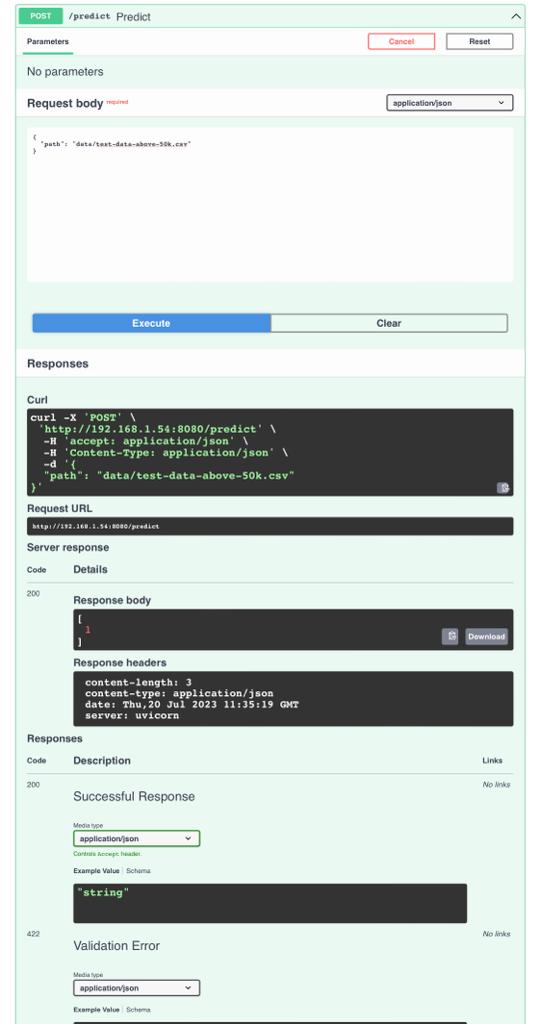 POST /predict Predict
Parameters Cancel Reset
No parameters
Request body required application/json
{
"path": "data/test-data-above-50k.csv"
}
Execute Clear
Responses
Curl
curl -X 'POST' \
'http://192.168.1.54:8080/predict' \
-H 'accept: application/json' \
-H 'Content-Type: application/json' \
-d '{
"path": "data/test-data-above-50k.csv"
}'
Request URL
http://192.168.1.54:8080/predict
Server response
Code Details
200
Response body
[
1
]
Download
Response headers
content-length: 3
content-type: application/json
date: Thu,20 Jul 2023 11:35:19 GMT
server: uvicorn
Responses
Code Description Links
200 No links
Successful Response
Media type
application/json
Controls Accept header.
Example Value | Schema
"string"
422 No links
Validation Error
Media type
application/json
Example Value | Schema